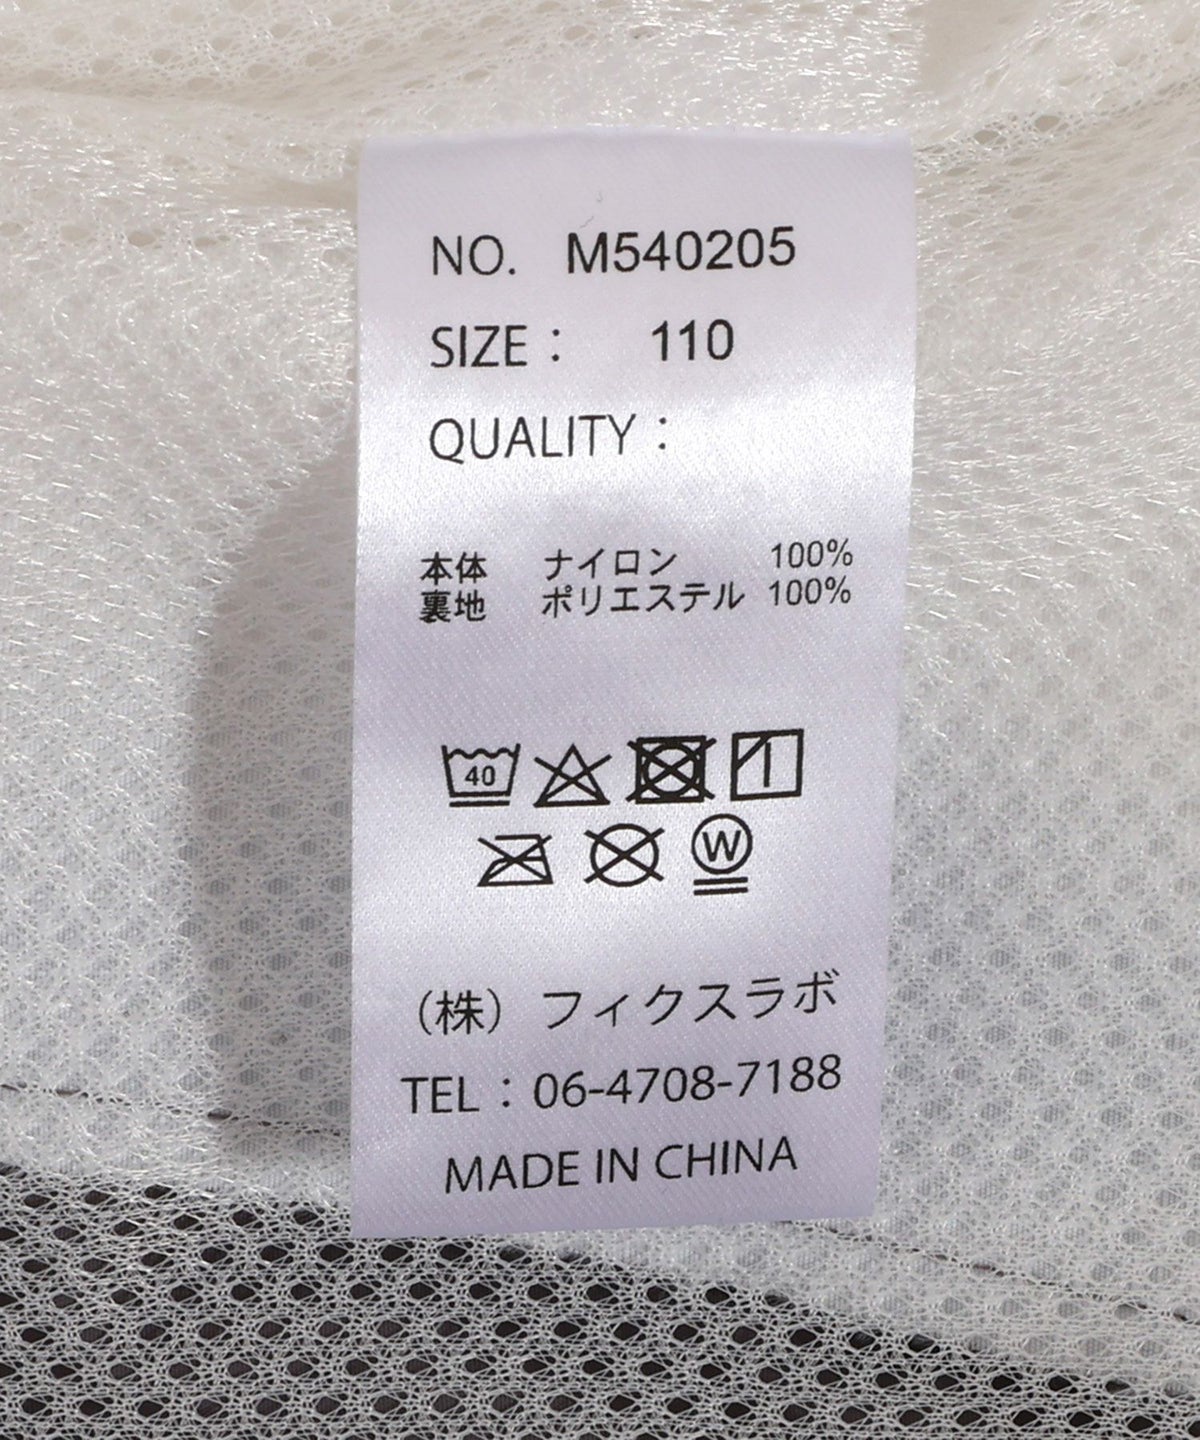 NO. M540205
SIZE： 110
QUALITY：
本体 ナイロン 100%
裏地 ポリエステル 100%
40
W
（株）フィクスラボ
TEL：06-4708-7188
MADE IN CHINA